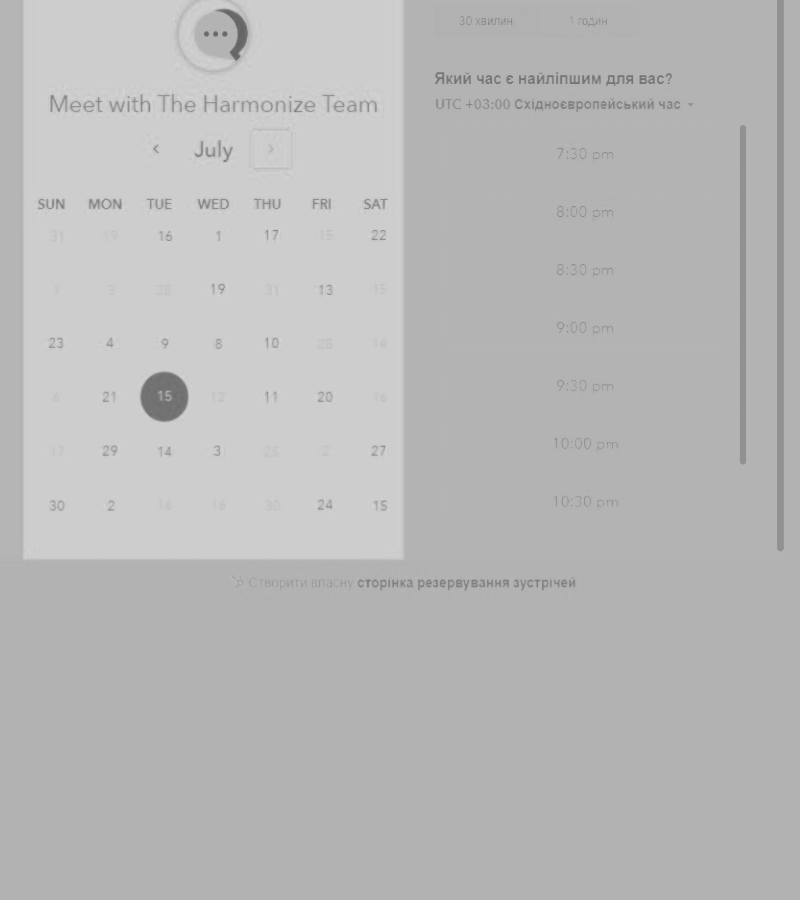 30 хвилин 1 годин
Який час є найліпшим для вас?
UTC +03:00 Східноєвропейський час
Meet with The Harmonize Team
July
SUN MON TUE WED THU FRI SAT
31 19 16 1 17 15 22
1 3 28 19 31 13 15
23 4 9 8 10 28 14
6 21 15 12 11 20 16
17 29 14 3 25 2 27
30 2 16 16 30 24 15
7:30 pm
8:00 pm
8:30 pm
9:00 pm
9:30 pm
10:00 pm
10:30 pm
Створити власну сторінка резервування зустрічей